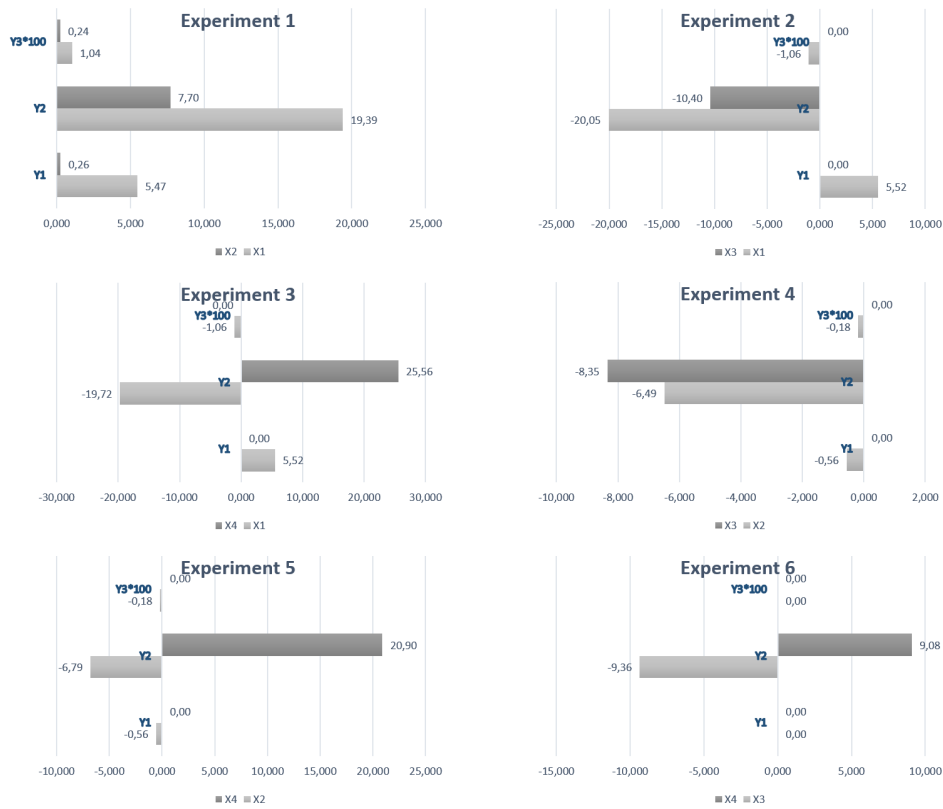 Experiment 1
Y3*100
0,24
1,04
Y2
7,70
19,39
Y1
0,26
5,47
0,000 5,000 10,000 15,000 20,000 25,000
X2 X1
Experiment 2
Y3*100
0,00
-1,06
Y2
-10,40
-20,05
Y1
0,00
5,52
-25,000 -20,000 -15,000 -10,000 -5,000 0,000 5,000 10,000
X3 X1
Experiment 3
0,00
Y3*100
-1,06
Y2
25,56
-19,72
Y1
0,00
5,52
-30,000 -20,000 -10,000 0,000 10,000 20,000 30,000
X4 X1
Experiment 4
0,00
Y3*100
-0,18
-8,35
Y2
-6,49
0,00
Y1
-0,56
-10,000 -8,000 -6,000 -4,000 -2,000 0,000 2,000
X3 X2
Experiment 5
0,00
Y3*100
-0,18
20,90
Y2
-6,79
0,00
Y1
-0,56
-10,000 -5,000 0,000 5,000 10,000 15,000 20,000 25,000
X4 X2
Experiment 6
0,00
Y3*100
0,00
9,08
Y2
-9,36
0,00
Y1
0,00
-15,000 -10,000 -5,000 0,000 5,000 10,000
X4 X3